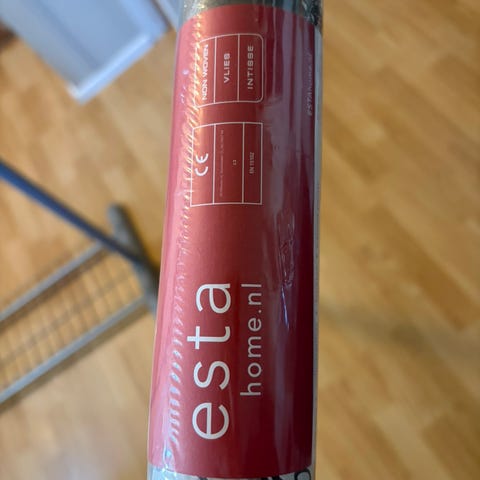 NON WOVEN
VLIES
INTISSE
CE
EN 15102
esta
home.nl